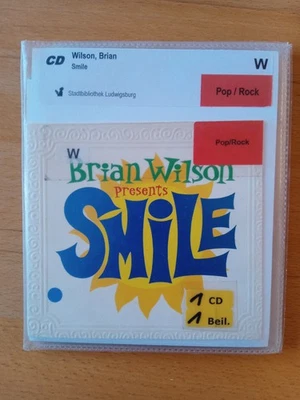 CD Wilson, Brian W
Smile
Stadtbibliothek Ludwigsburg
Pop / Rock
Pop/Rock
W
Brian Wilson
Presents
SMiLE
1 CD
1 Beil.